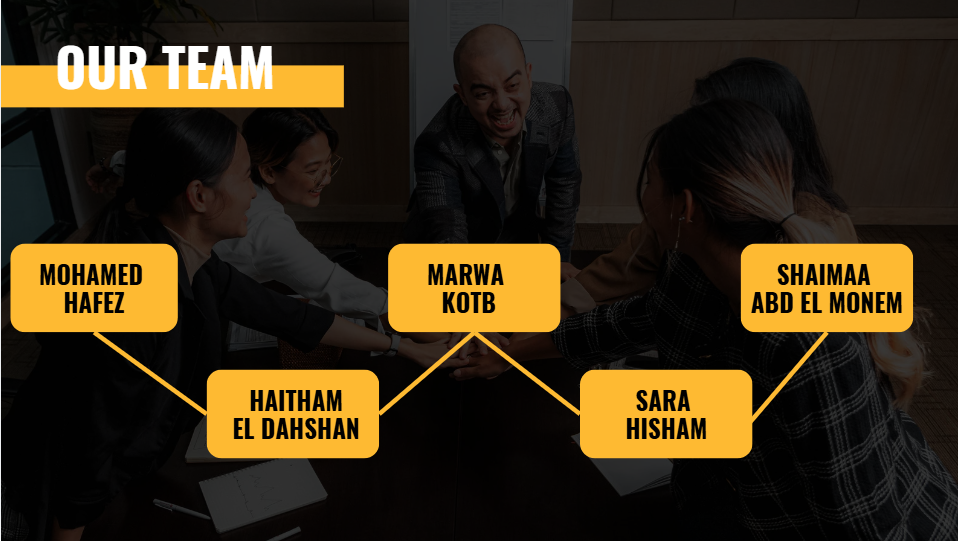 OUR TEAM
MOHAMED
HAFEZ
MARWA
KOTB
SHAIMAA
ABD EL MONEM
HAITHAM
EL DAHSHAN
SARA
HISHAM